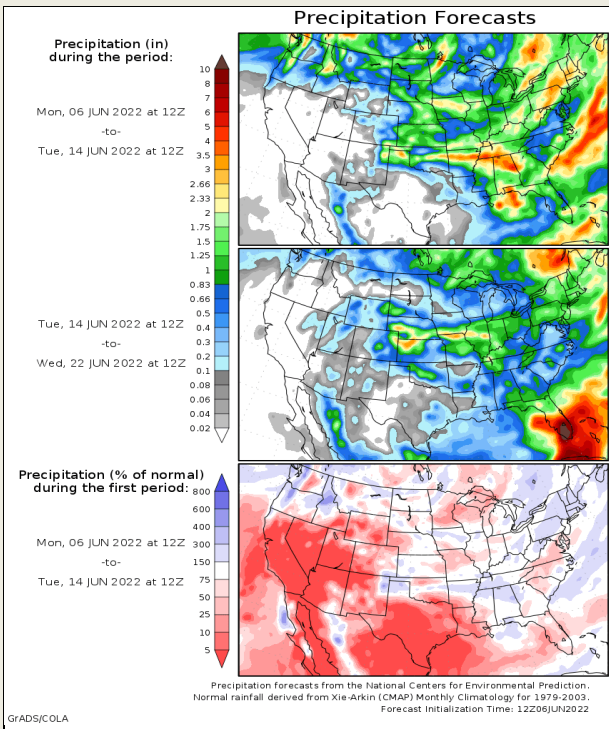 Precipitation Forecasts
Precipitation (in)
during the period:
Mon, 06 JUN 2022 at 12Z
-to-
Tue, 14 JUN 2022 at 12Z
Tue, 14 JUN 2022 at 12Z
-to-
Wed, 22 JUN 2022 at 12Z
10
8
7
6
5
4
3.5
3
2.66
2.33
2
1.75
1.5
1.25
1
0.83
0.66
0.5
0.4
0.3
0.2
0.1
0.08
0.06
0.04
0.02
Precipitation (% of normal)
during the first period:
Mon, 06 JUN 2022 at 12Z
-to-
Tue, 14 JUN 2022 at 12Z
800
600
400
300
150
75
50
25
10
5
Precipitation forecasts from the National Centers for Environmental Prediction.
Normal rainfall derived from Xie-Arkin (CMAP) Monthly Climatology for 1979-2003.
Forecast Initialization Time: 12Z06JUN2022
GrADS/COLA